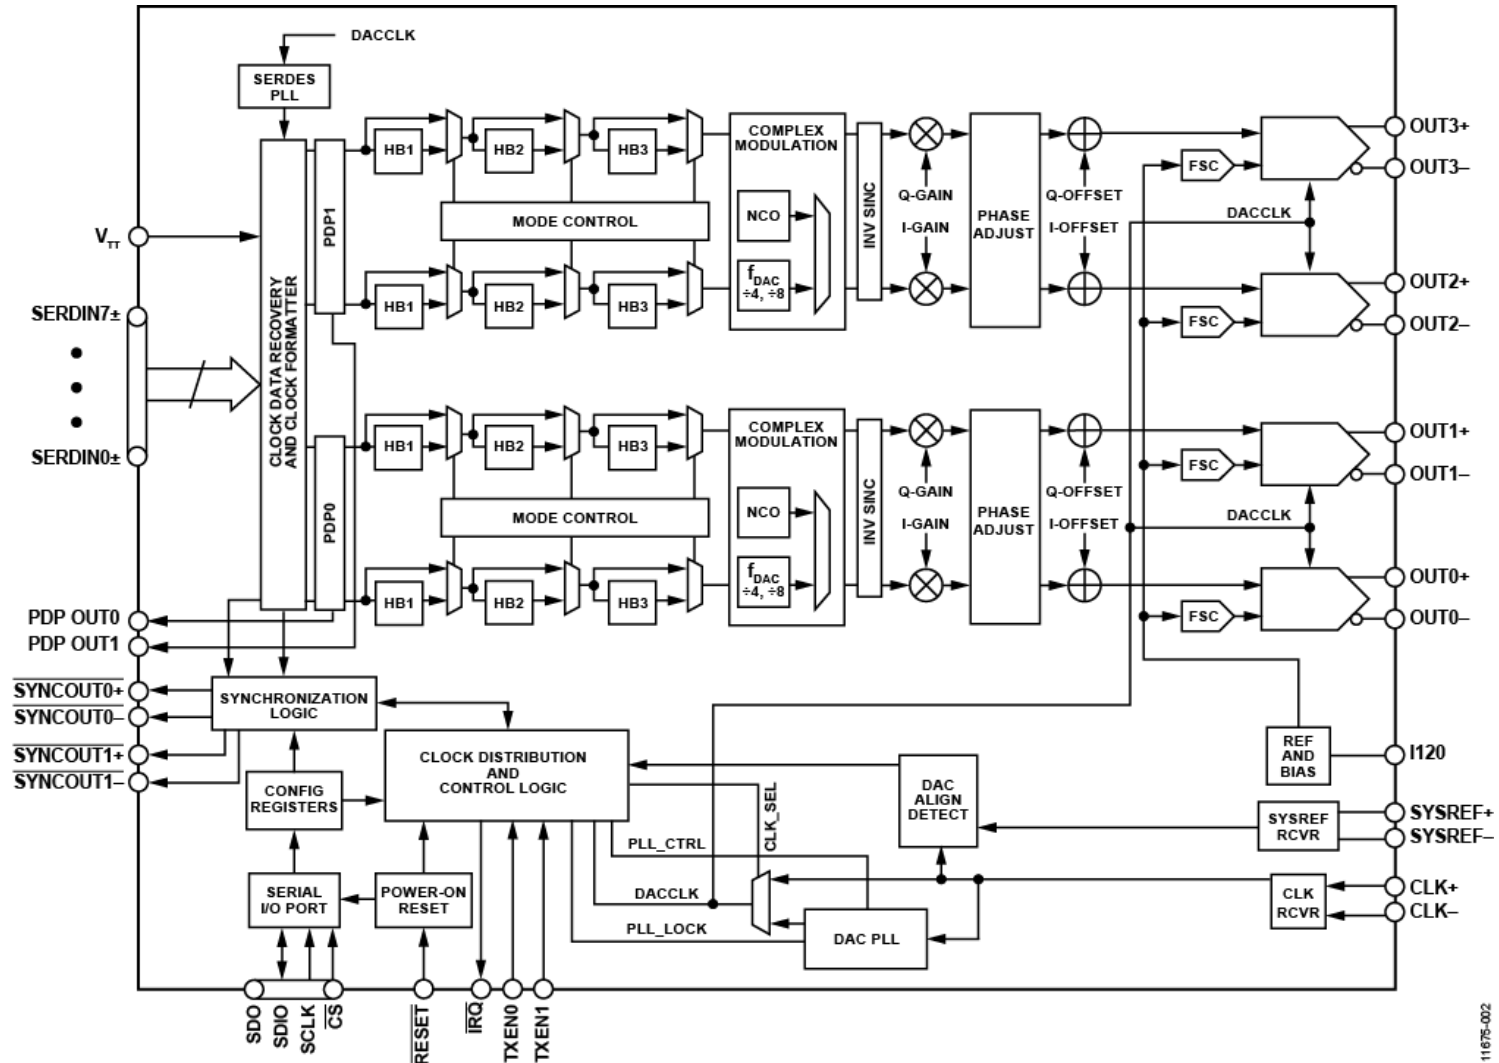 DACCLK
SERDES
PLL
CLOCK DATA RECOVERY
AND CLOCK FORMATTER
PDP1
HB1
HB2
HB3
MODE CONTROL
HB1
HB2
HB3
COMPLEX
MODULATION
NCO
fDAC
÷4, ÷8
INV SINC
Q-GAIN
I-GAIN
PHASE
ADJUST
Q-OFFSET
I-OFFSET
FSC
DACCLK
FSC
OUT3+
OUT3–
OUT2+
OUT2–
VTT
SERDIN7±
SERDIN0±
PDP0
HB1
HB2
HB3
MODE CONTROL
HB1
HB2
HB3
COMPLEX
MODULATION
NCO
fDAC
÷4, ÷8
INV SINC
Q-GAIN
I-GAIN
PHASE
ADJUST
Q-OFFSET
I-OFFSET
FSC
DACCLK
FSC
OUT1+
OUT1–
OUT0+
OUT0–
PDP OUT0
PDP OUT1
SYNCOUT0+
SYNCOUT0–
SYNCOUT1+
SYNCOUT1–
SYNCHRONIZATION
LOGIC
CONFIG
REGISTERS
CLOCK DISTRIBUTION
AND
CONTROL LOGIC
SERIAL
I/O PORT
POWER-ON
RESET
PLL_CTRL
DACCLK
PLL_LOCK
CLK_SEL
DAC PLL
DAC
ALIGN
DETECT
REF
AND
BIAS
SYSREF
RCVR
CLK
RCVR
I120
SYSREF+
SYSREF–
CLK+
CLK–
SDO
SDIO
SCLK
CS
RESET
IRQ
TXEN0
TXEN1
11675-002